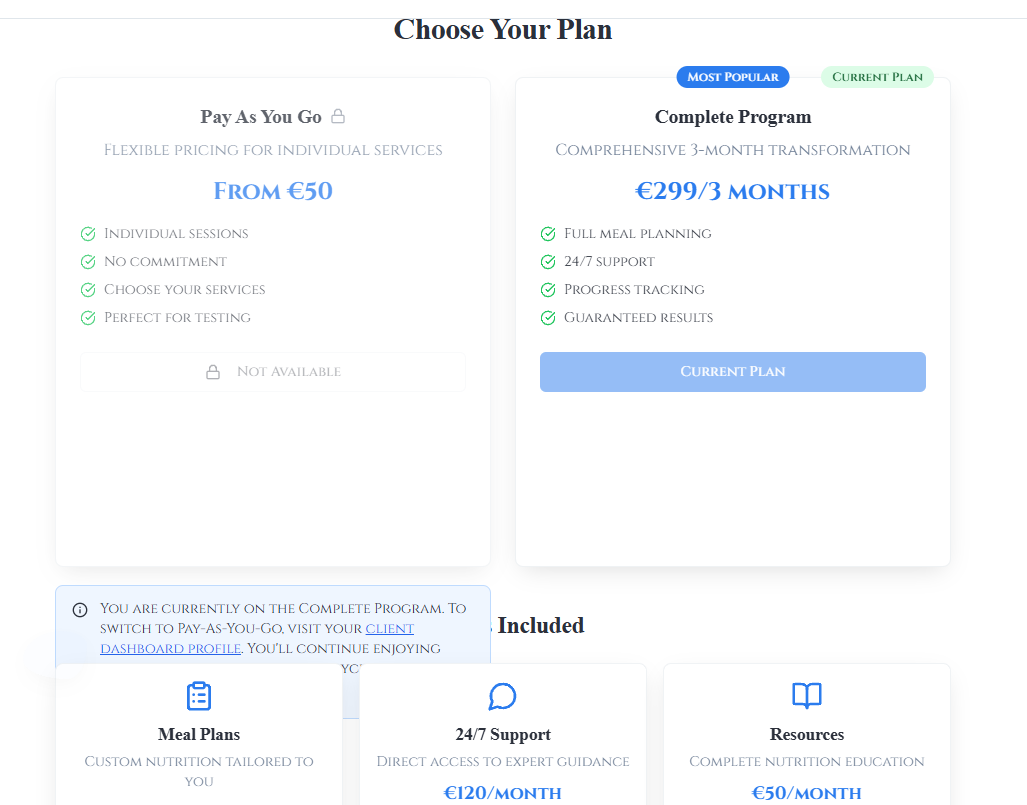 Choose Your Plan
Most Popular
Current Plan
Pay As You Go
Flexible pricing for individual services
From €50
Individual sessions
No commitment
Choose your services
Perfect for testing
Not Available
Complete Program
Comprehensive 3-month transformation
€299/3 months
Full meal planning
24/7 support
Progress tracking
Guaranteed results
Current Plan
You are currently on the Complete Program. To
switch to Pay-As-You-Go, visit your client
dashboard profile. You'll continue enjoying
Included
Meal Plans
Custom nutrition tailored to
you
24/7 Support
Direct access to expert guidance
€120/month
Resources
Complete nutrition education
€50/month